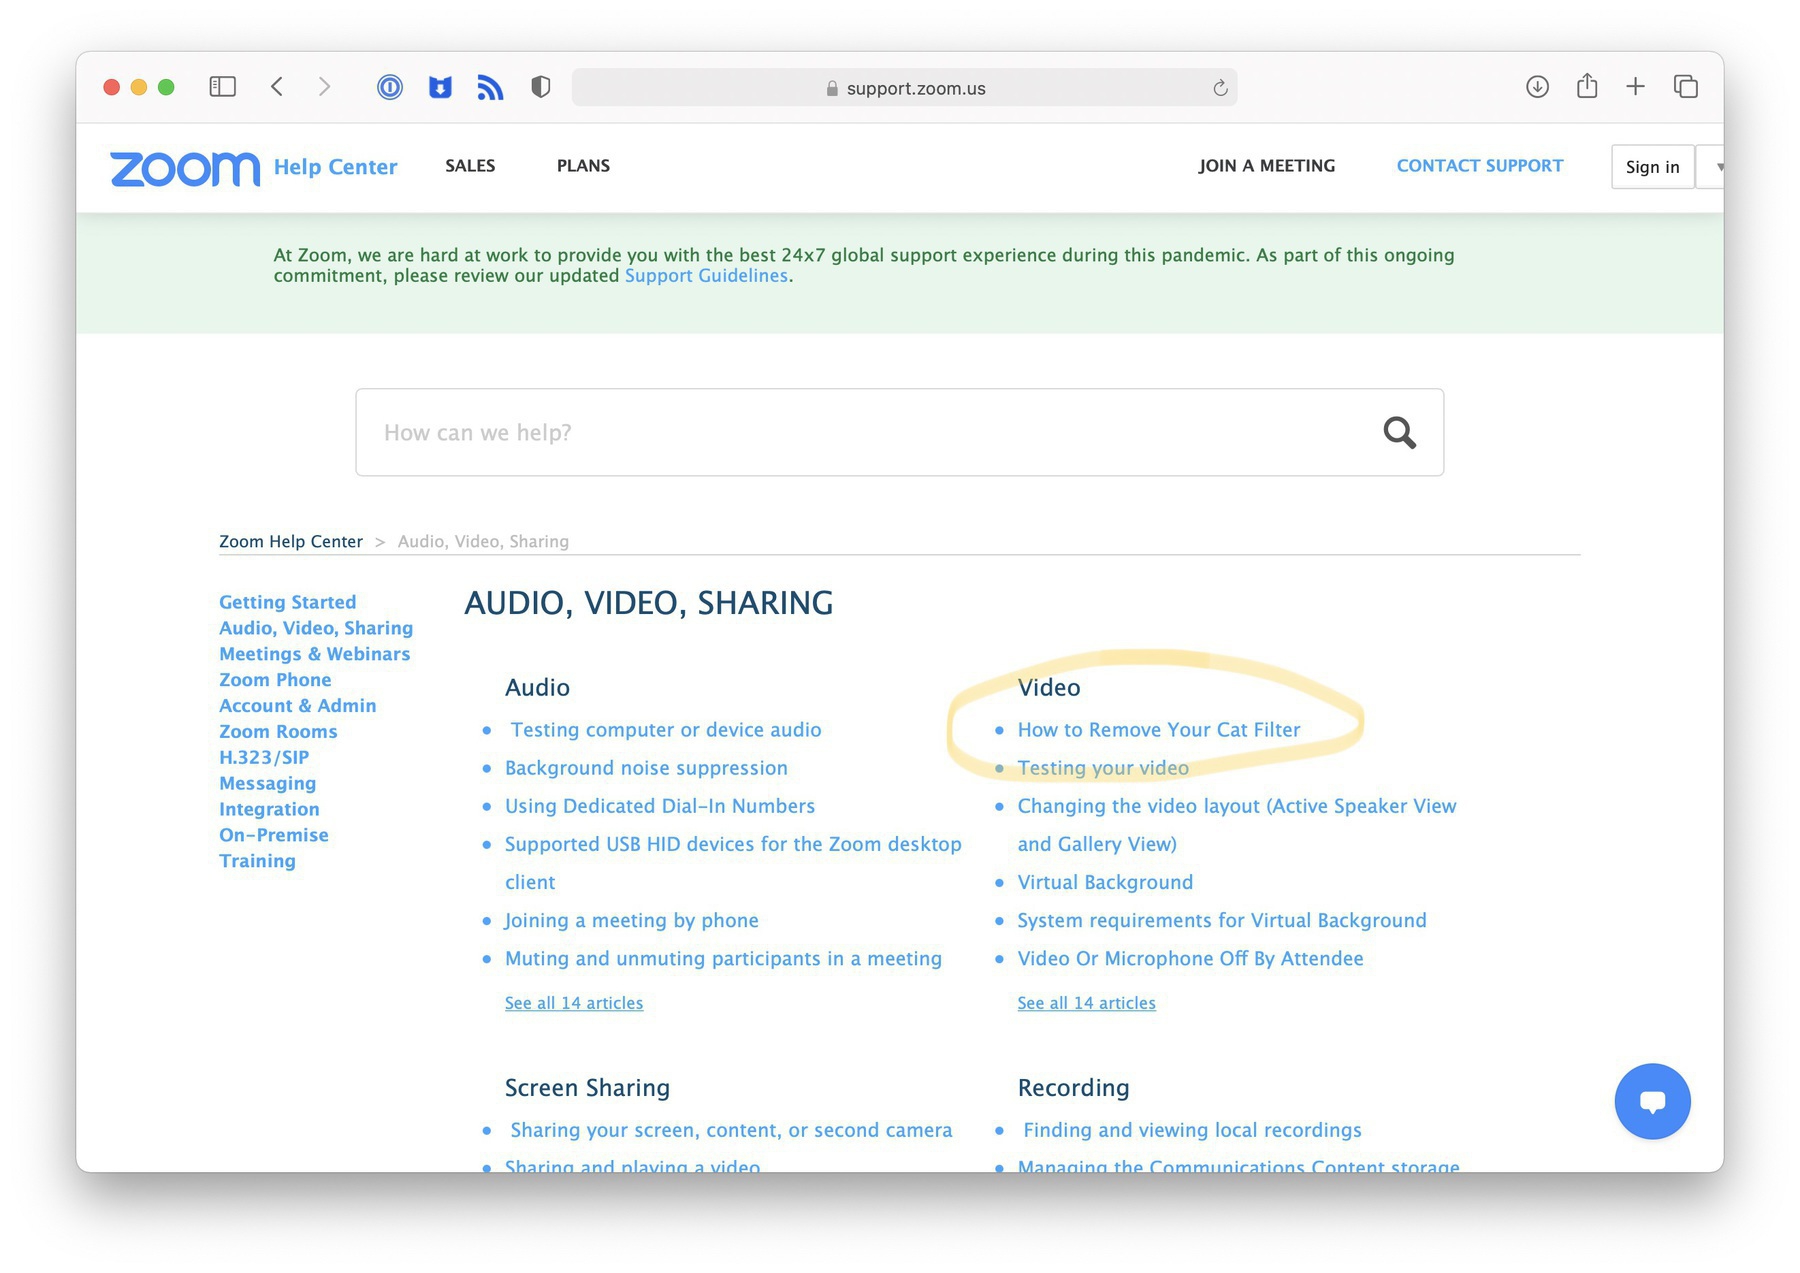 support.zoom.us
zoom Help Center SALES PLANS JOIN A MEETING CONTACT SUPPORT Sign in
At Zoom, we are hard at work to provide you with the best 24x7 global support experience during this pandemic. As part of this ongoing
commitment, please review our updated Support Guidelines.
How can we help?
Zoom Help Center > Audio, Video, Sharing
Getting Started
Audio, Video, Sharing
Meetings & Webinars
Zoom Phone
Account & Admin
Zoom Rooms
H.323/SIP
Messaging
Integration
On-Premise
Training
AUDIO, VIDEO, SHARING
Audio
Testing computer or device audio
Background noise suppression
Using Dedicated Dial-In Numbers
Supported USB HID devices for the Zoom desktop
client
Joining a meeting by phone
Muting and unmuting participants in a meeting
See all 14 articles
Video
How to Remove Your Cat Filter
Testing your video
Changing the video layout (Active Speaker View
and Gallery View)
Virtual Background
System requirements for Virtual Background
Video Or Microphone Off By Attendee
See all 14 articles
Screen Sharing
Sharing your screen, content, or second camera
Sharing and playing a video
Recording
Finding and viewing local recordings
Managing the Communications Content storage